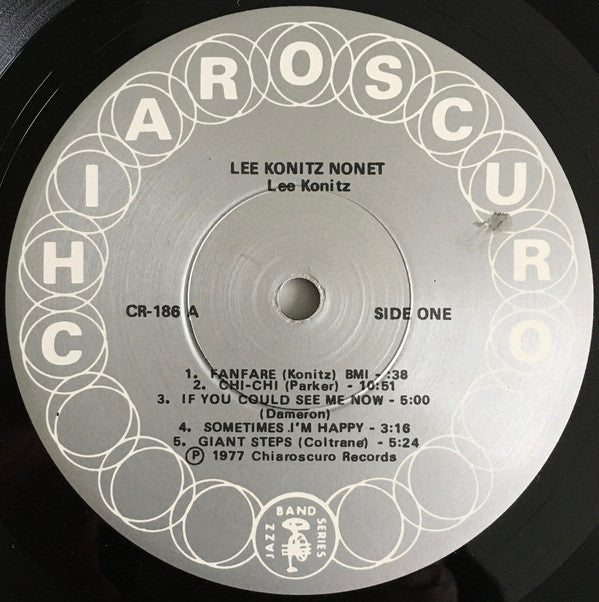 CHIAROSCURO
LEE KONITZ NONET
Lee Konitz
CR-186 A
SIDE ONE
1. FANFARE (Konitz) BMI - :38
2. CHI-CHI (Parker) - 10:51
3. IF YOU COULD SEE ME NOW - 5:00
(Dameron)
4. SOMETIMES I'M HAPPY - 3:16
5. GIANT STEPS (Coltrane) - 5:24
Ⓟ 1977 Chiaroscuro Records
JAZZ BAND SERIES